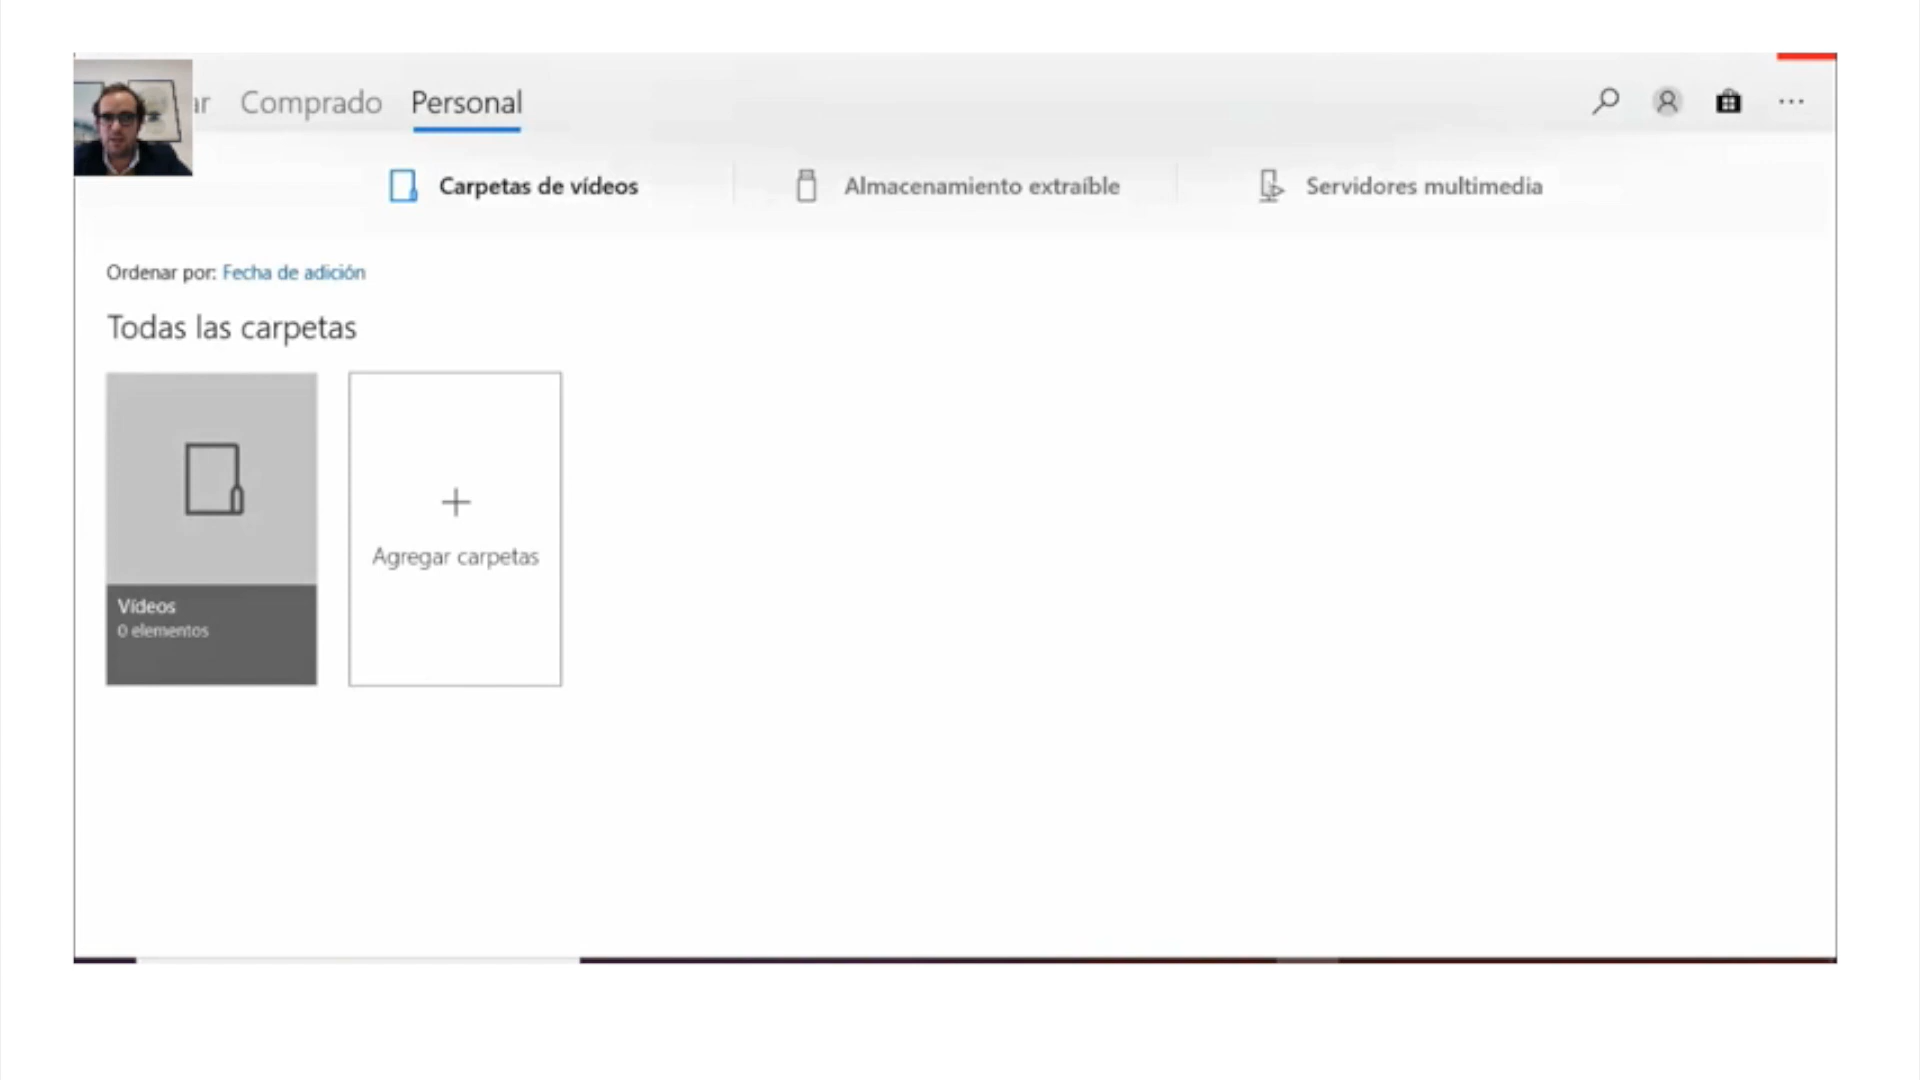 Comprado
Personal
Carpetas de vídeos
Almacenamiento extraíble
Servidores multimedia
Ordenar por: Fecha de adición
Todas las carpetas
Agregar carpetas
Vídeos
0 elementos